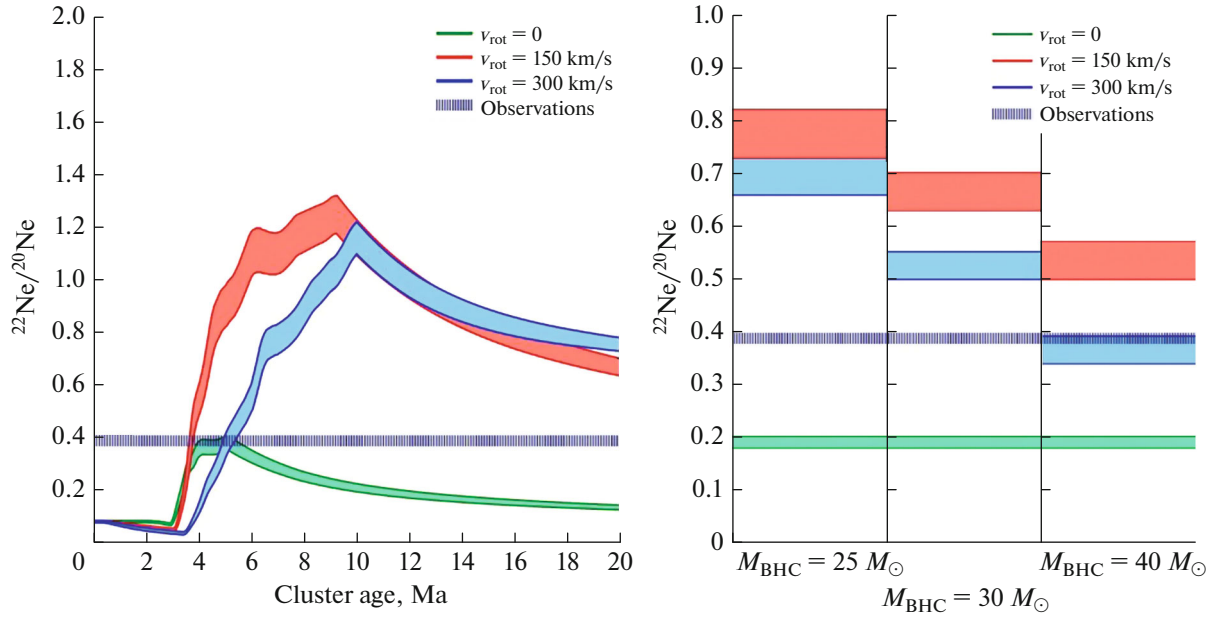 2.0
1.8
1.6
1.4
1.2
1.0
0.8
0.6
0.4
0.2
0 2 4 6 8 10 12 14 16 18 20
²²Ne/²⁰Ne
Cluster age, Ma
v_rot = 0
v_rot = 150 km/s
v_rot = 300 km/s
Observations
1.0
0.9
0.8
0.7
0.6
0.5
0.4
0.3
0.2
0.1
0
²²Ne/²⁰Ne
v_rot = 0
v_rot = 150 km/s
v_rot = 300 km/s
Observations
M_BHC = 25 M_⊙
M_BHC = 30 M_⊙
M_BHC = 40 M_⊙